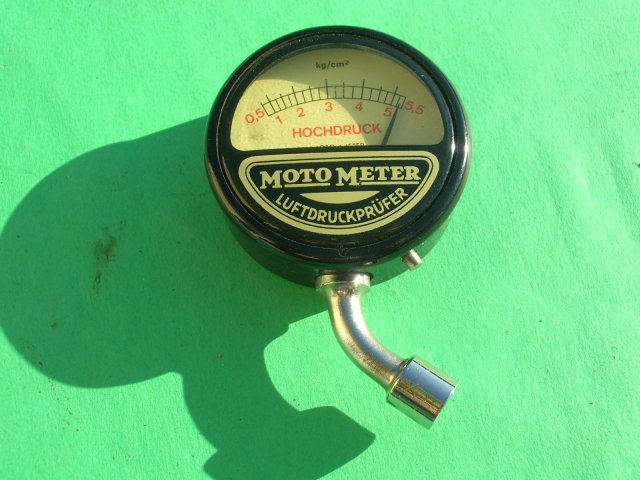 kg/cm²
0,5 1 2 3 4 5 5,5
HOCHDRUCK
MOTO METER
LUFTDRUCKPRÜFER